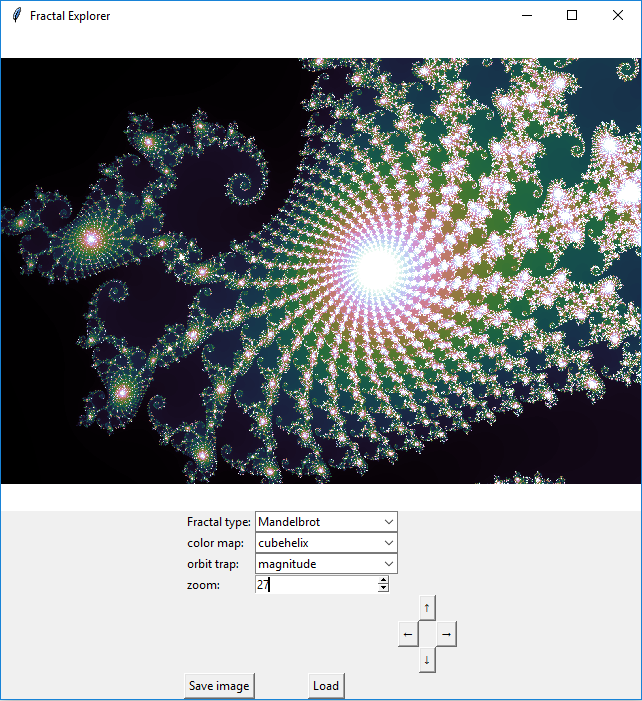 Fractal Explorer
Fractal type: Mandelbrot
color map: cubehelix
orbit trap: magnitude
zoom: 27
↑
← →
↓
Save image Load